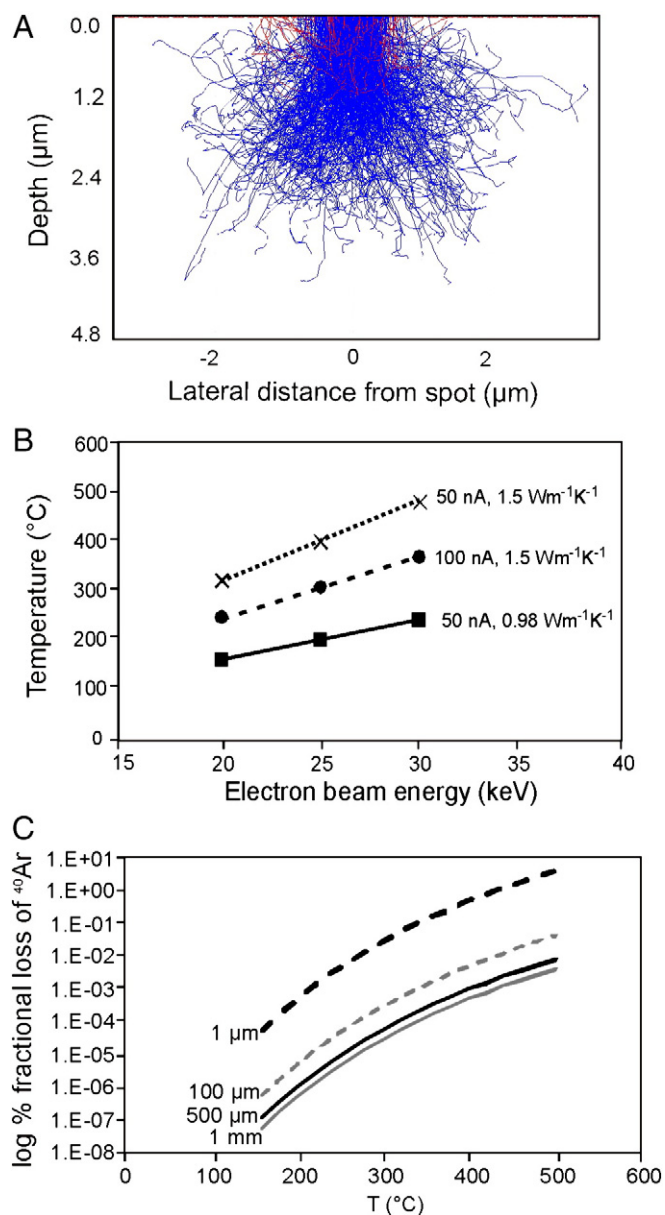 A
0.0
1.2
2.4
3.6
4.8
Depth (µm)
-2 0 2
Lateral distance from spot (µm)
B
600
500
400
300
200
100
0
Temperature (°C)
50 nA, 1.5 Wm⁻¹K⁻¹
100 nA, 1.5 Wm⁻¹K⁻¹
50 nA, 0.98 Wm⁻¹K⁻¹
15 20 25 30 35 40
Electron beam energy (keV)
C
1.E+01
1.E+00
1.E-01
1.E-02
1.E-03
1.E-04
1.E-05
1.E-06
1.E-07
1.E-08
log % fractional loss of ⁴⁰Ar
1 µm
100 µm
500 µm
1 mm
0 100 200 300 400 500 600
T (°C)